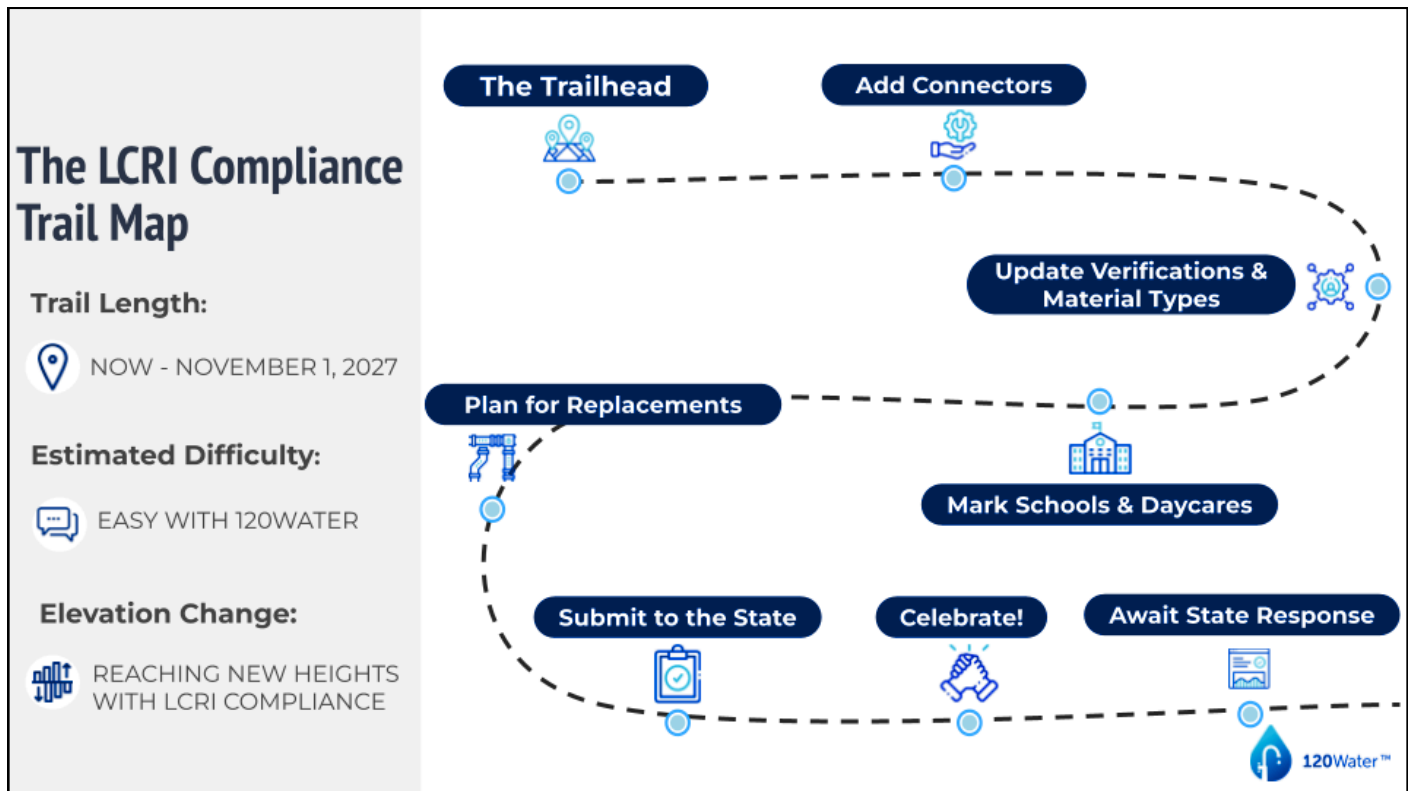 The LCRI Compliance
Trail Map
Trail Length:
NOW - NOVEMBER 1, 2027
Estimated Difficulty:
EASY WITH 120WATER
Elevation Change:
REACHING NEW HEIGHTS
WITH LCRI COMPLIANCE
The Trailhead
Add Connectors
Update Verifications &
Material Types
Mark Schools & Daycares
Plan for Replacements
Submit to the State
Celebrate!
Await State Response
120Water™